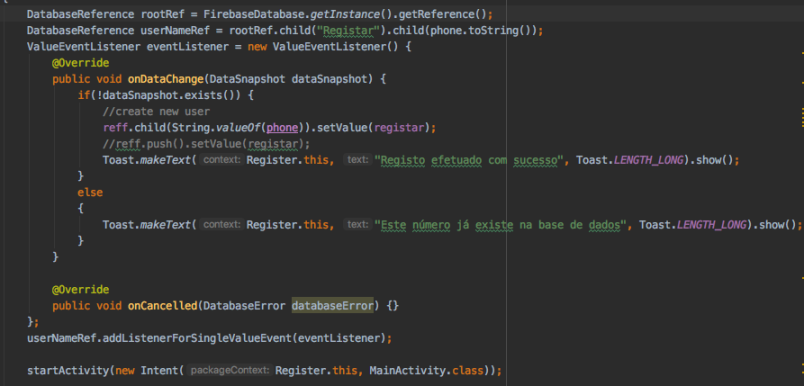 {
DatabaseReference rootRef = FirebaseDatabase.getInstance().getReference();
DatabaseReference userNameRef = rootRef.child("Registar").child(phone.toString());
ValueEventListener eventListener = new ValueEventListener() {
@Override
public void onDataChange(DataSnapshot dataSnapshot) {
if(!dataSnapshot.exists()) {
//create new user
reff.child(String.valueOf(phone)).setValue(registar);
//reff.push().setValue(registar);
Toast.makeText( context: Register.this, text: "Registo efetuado com sucesso", Toast.LENGTH_LONG).show();
}
else
{
Toast.makeText( context: Register.this, text: "Este número já existe na base de dados", Toast.LENGTH_LONG).show();
}
}
@Override
public void onCancelled(DatabaseError databaseError) {}
};
userNameRef.addListenerForSingleValueEvent(eventListener);
startActivity(new Intent( packageContext: Register.this, MainActivity.class));